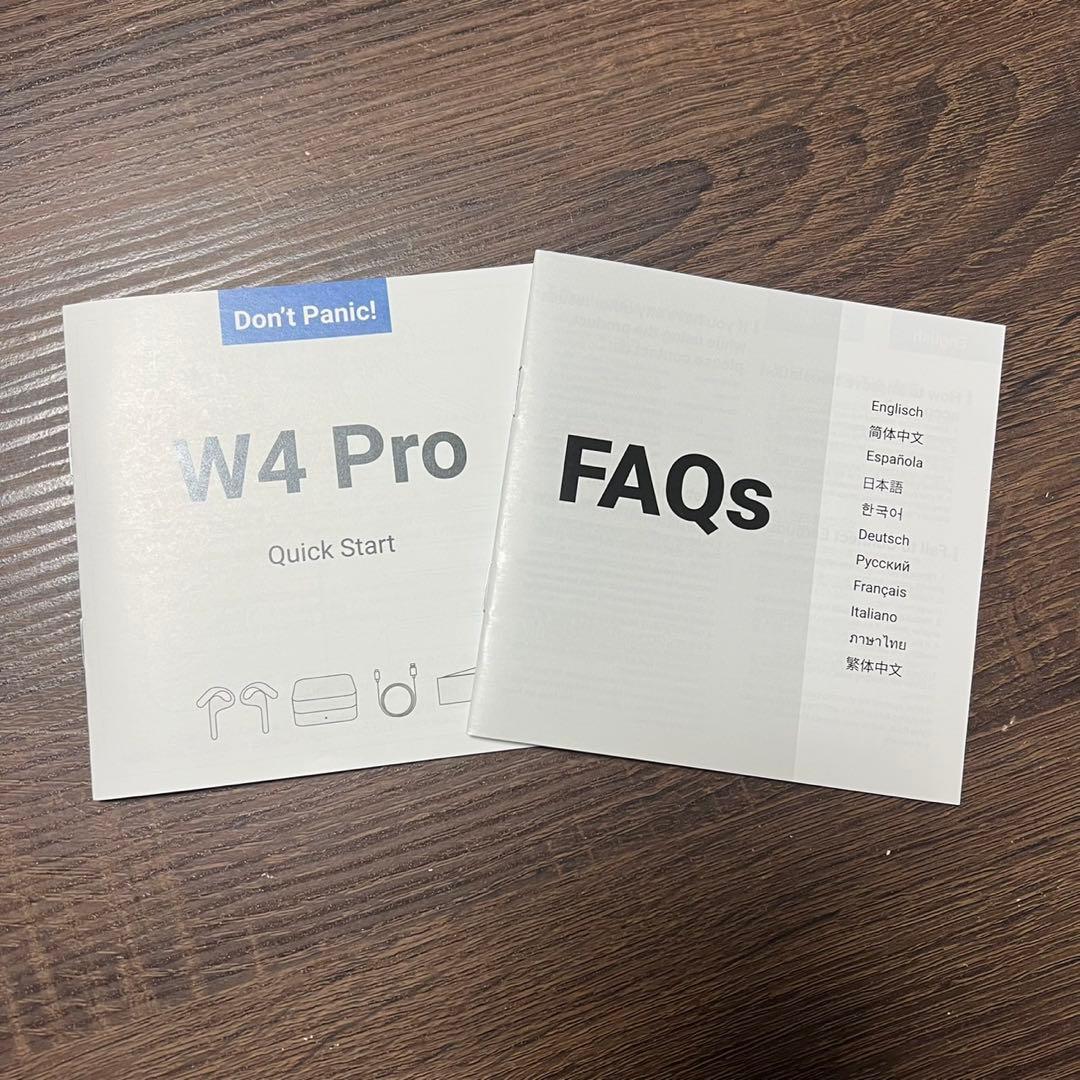 Don't Panic!
W4 Pro
Quick Start
FAQs
Englisch
简体中文
Española
日本語
한국어
Deutsch
Русский
Français
Italiano
ภาษาไทย
繁体中文